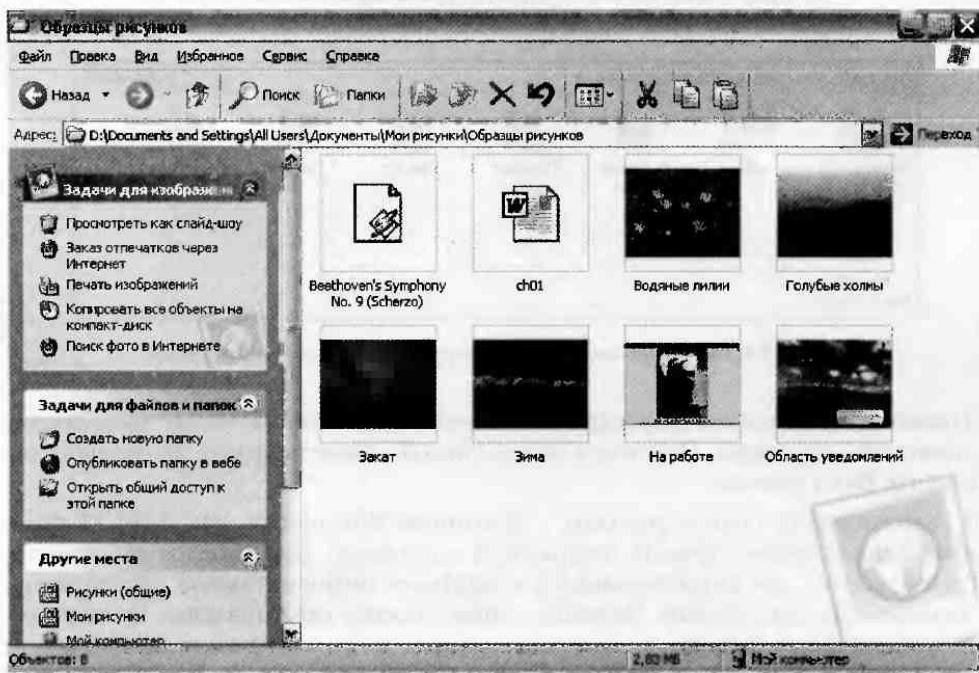 Образцы рисунков
Файл Правка Вид Избранное Сервис Справка
Назад Поиск Папки
Адрес: D:\Documents and Settings\All Users\Документы\Мои рисунки\Образцы рисунков Переход
Задачи для изображений
Просмотреть как слайд-шоу
Заказ отпечатков через
Интернет
Печать изображений
Копировать все объекты на
компакт-диск
Поиск фото в Интернете
Задачи для файлов и папок
Создать новую папку
Опубликовать папку в вебе
Открыть общий доступ к
этой папке
Другие места
Рисунки (общие)
Мои рисунки
Мой компьютер
Beethoven's Symphony
No. 9 (Scherzo)
ch01
Водяные лилии
Голубые холмы
Закат
Зима
На работе
Область уведомлений
Объектов: 8 2,80 МБ Мой компьютер